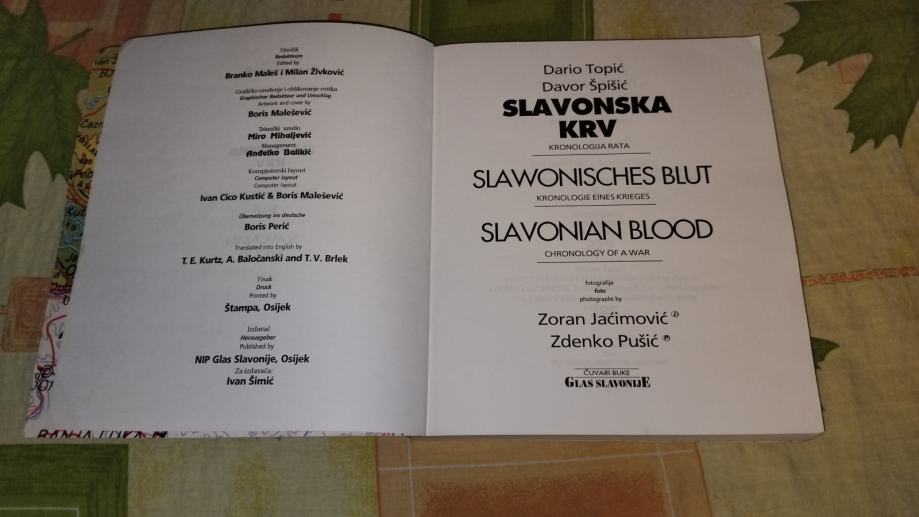 Urednik
Redakteure
Edited by
Branko Maleš i Milan Živković
Grafičko uređenje i oblikovanje ovitka
Graphischer Redakteur und Umschlag
Artwork and cover by
Boris Malešević
Tehnički uredio
Miro Mihaljević
Management
Anđelko Balikić
Kompjutorski layout
Computer layout
Computer layout
Ivan Cico Kustić & Boris Malešević
Übersetzung ins deutsche
Boris Perić
Translated into English by
T. E. Kurtz, A. Baločanski and T. V. Brlek
Tisak
Druck
Printed by
Štampa, Osijek
Izdavač
Herausgeber
Published by
NIP Glas Slavonije, Osijek
Za izdavača:
Ivan Šimić
BANJA LUKA
Dario Topić
Davor Špišić
SLAVONSKA
KRV
KRONOLOGIJA RATA
SLAWONISCHES BLUT
KRONOLOGIE EINES KRIEGES
SLAVONIAN BLOOD
CHRONOLOGY OF A WAR
fotografije
foto
photographs by
Zoran Jaćimović Ⓙ
Zdenko Pušić Ⓟ
ČUVARI BUKE
GLAS SLAVONIJE